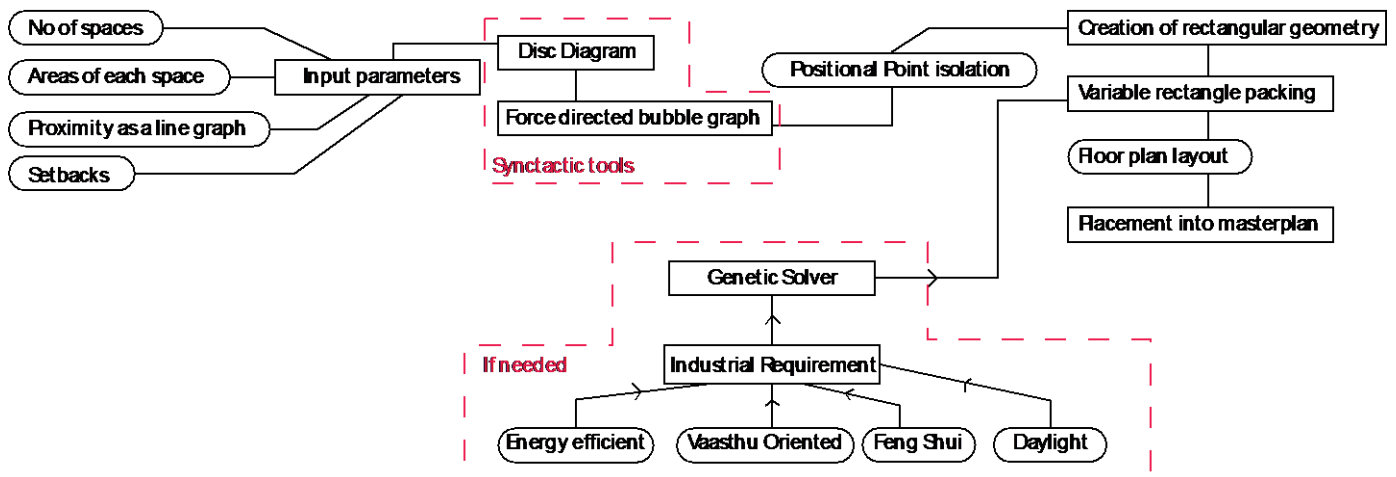 No of spaces
Areas of each space
Proximity as a line graph
Setbacks
Input parameters
Disc Diagram
Force directed bubble graph
Synctactic tools
Positional Point isolation
Creation of rectangular geometry
Variable rectangle packing
Floor plan layout
Placement into masterplan
Genetic Solver
If needed
Industrial Requirement
Energy efficient
Vaasthu Oriented
Feng Shui
Daylight